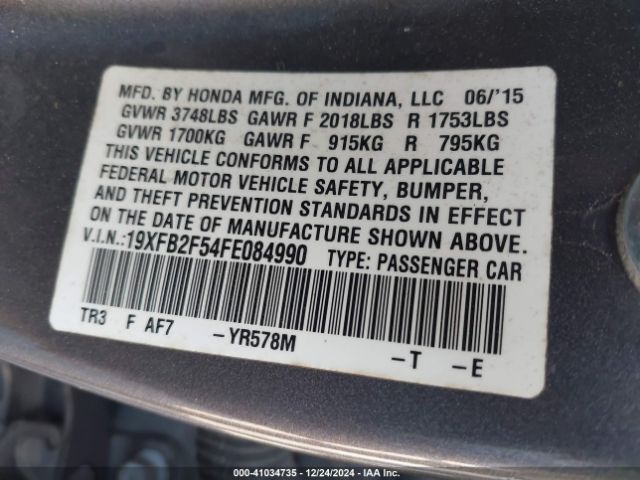 MFD. BY HONDA MFG. OF INDIANA, LLC 06/'15
GVWR 3748LBS GAWR F 2018LBS R 1753LBS
GVWR 1700KG GAWR F 915KG R 795KG
THIS VEHICLE CONFORMS TO ALL APPLICABLE
FEDERAL MOTOR VEHICLE SAFETY, BUMPER,
AND THEFT PREVENTION STANDARDS IN EFFECT
ON THE DATE OF MANUFACTURE SHOWN ABOVE.
V.I.N.:19XFB2F54FE084990 TYPE: PASSENGER CAR
TR3 F AF7 -YR578M -T -E
00-41034735 - 12/24/2024 - IAA Inc.